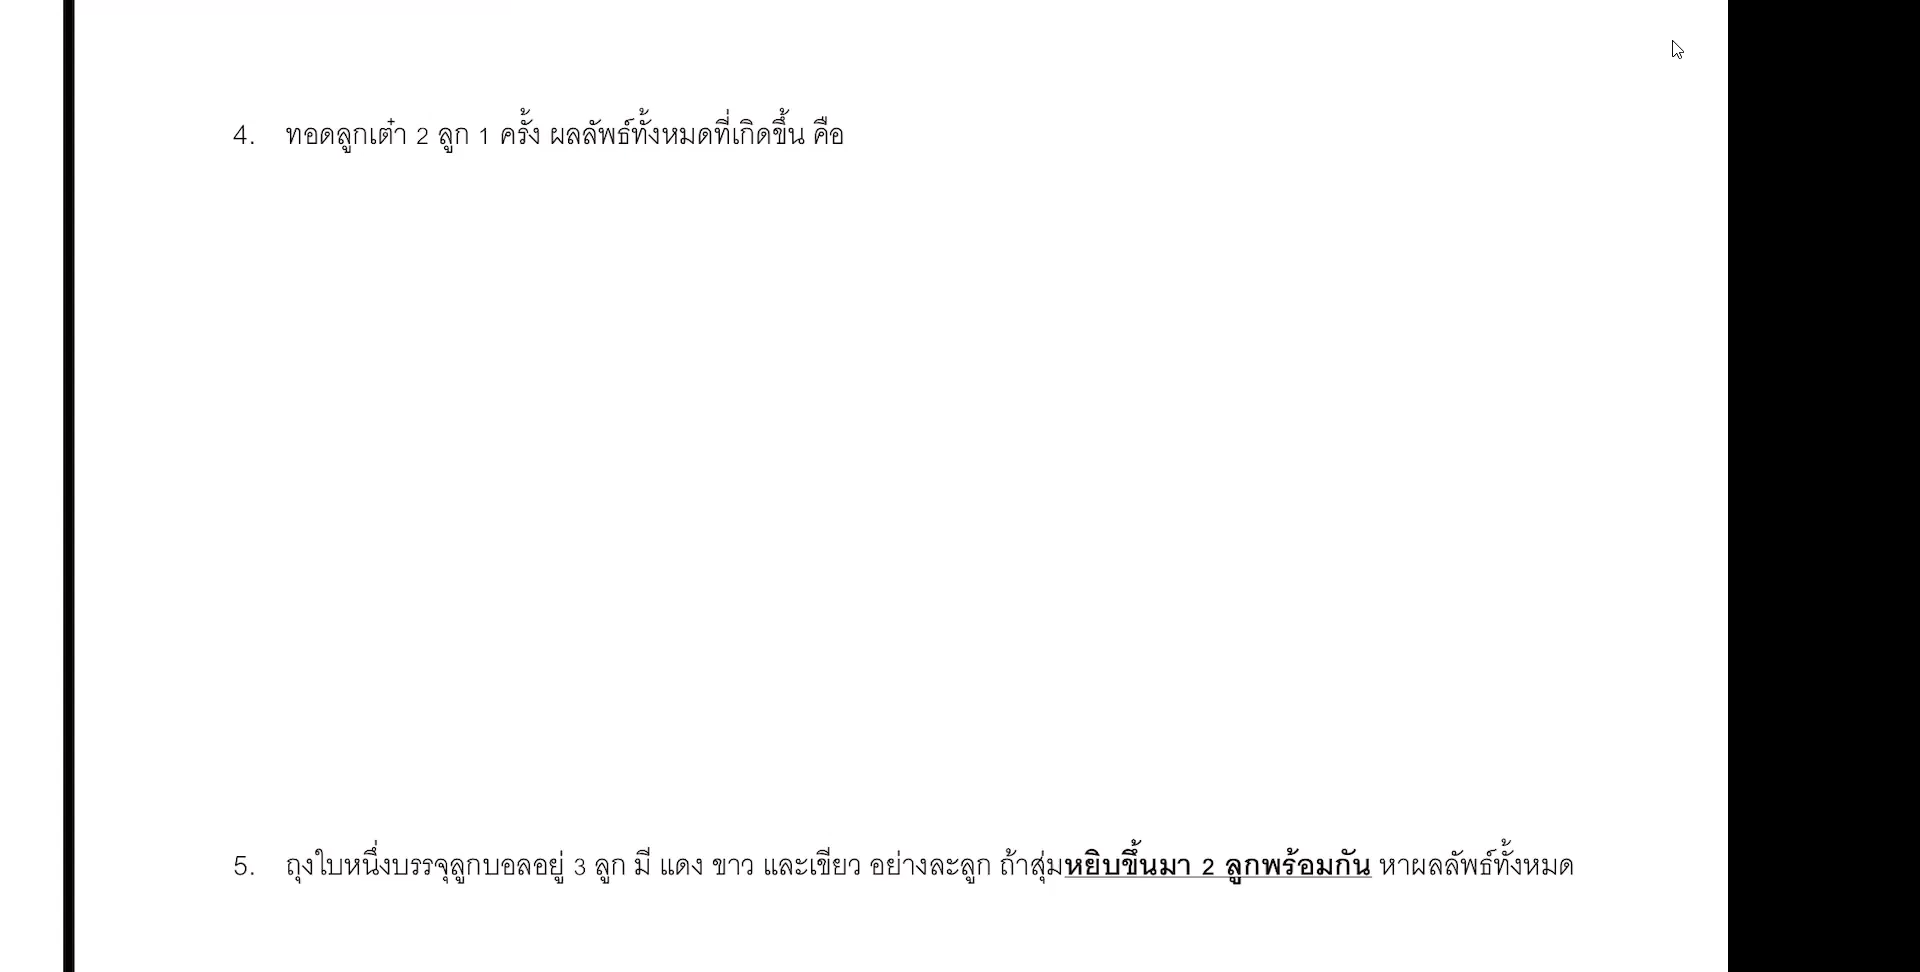 4. ทอดลูกเต๋า 2 ลูก 1 ครั้ง ผลลัพธ์ทั้งหมดที่เกิดขึ้น คือ
5. ถุงใบหนึ่งบรรจุลูกบอลอยู่ 3 ลูก มี แดง ขาว และเขียว อย่างละลูก ถ้าสุ่มหยิบขึ้นมา 2 ลูกพร้อมกัน หาผลลัพธ์ทั้งหมด